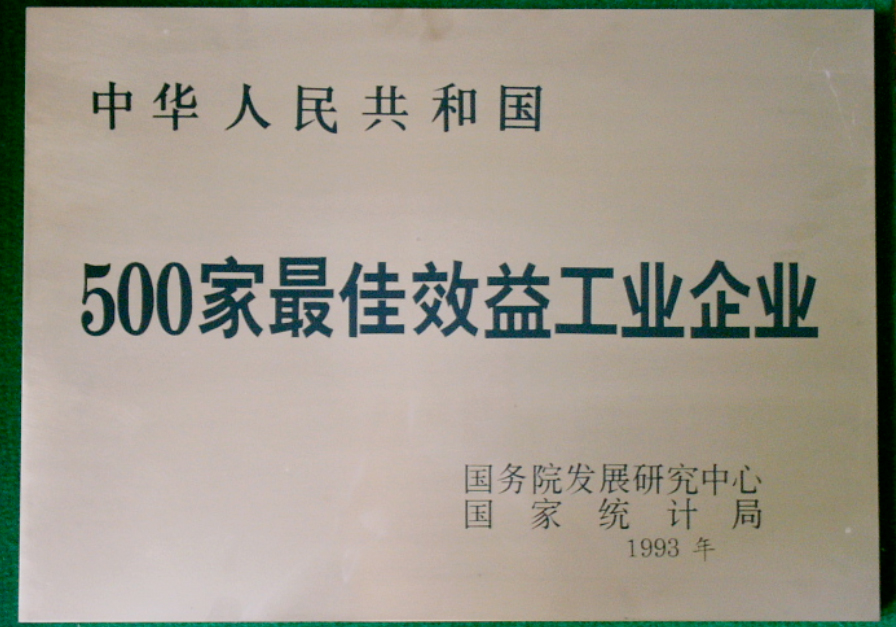 中华人民共和国
500家最佳效益工业企业
国务院发展研究中心
国家统计局
1993年